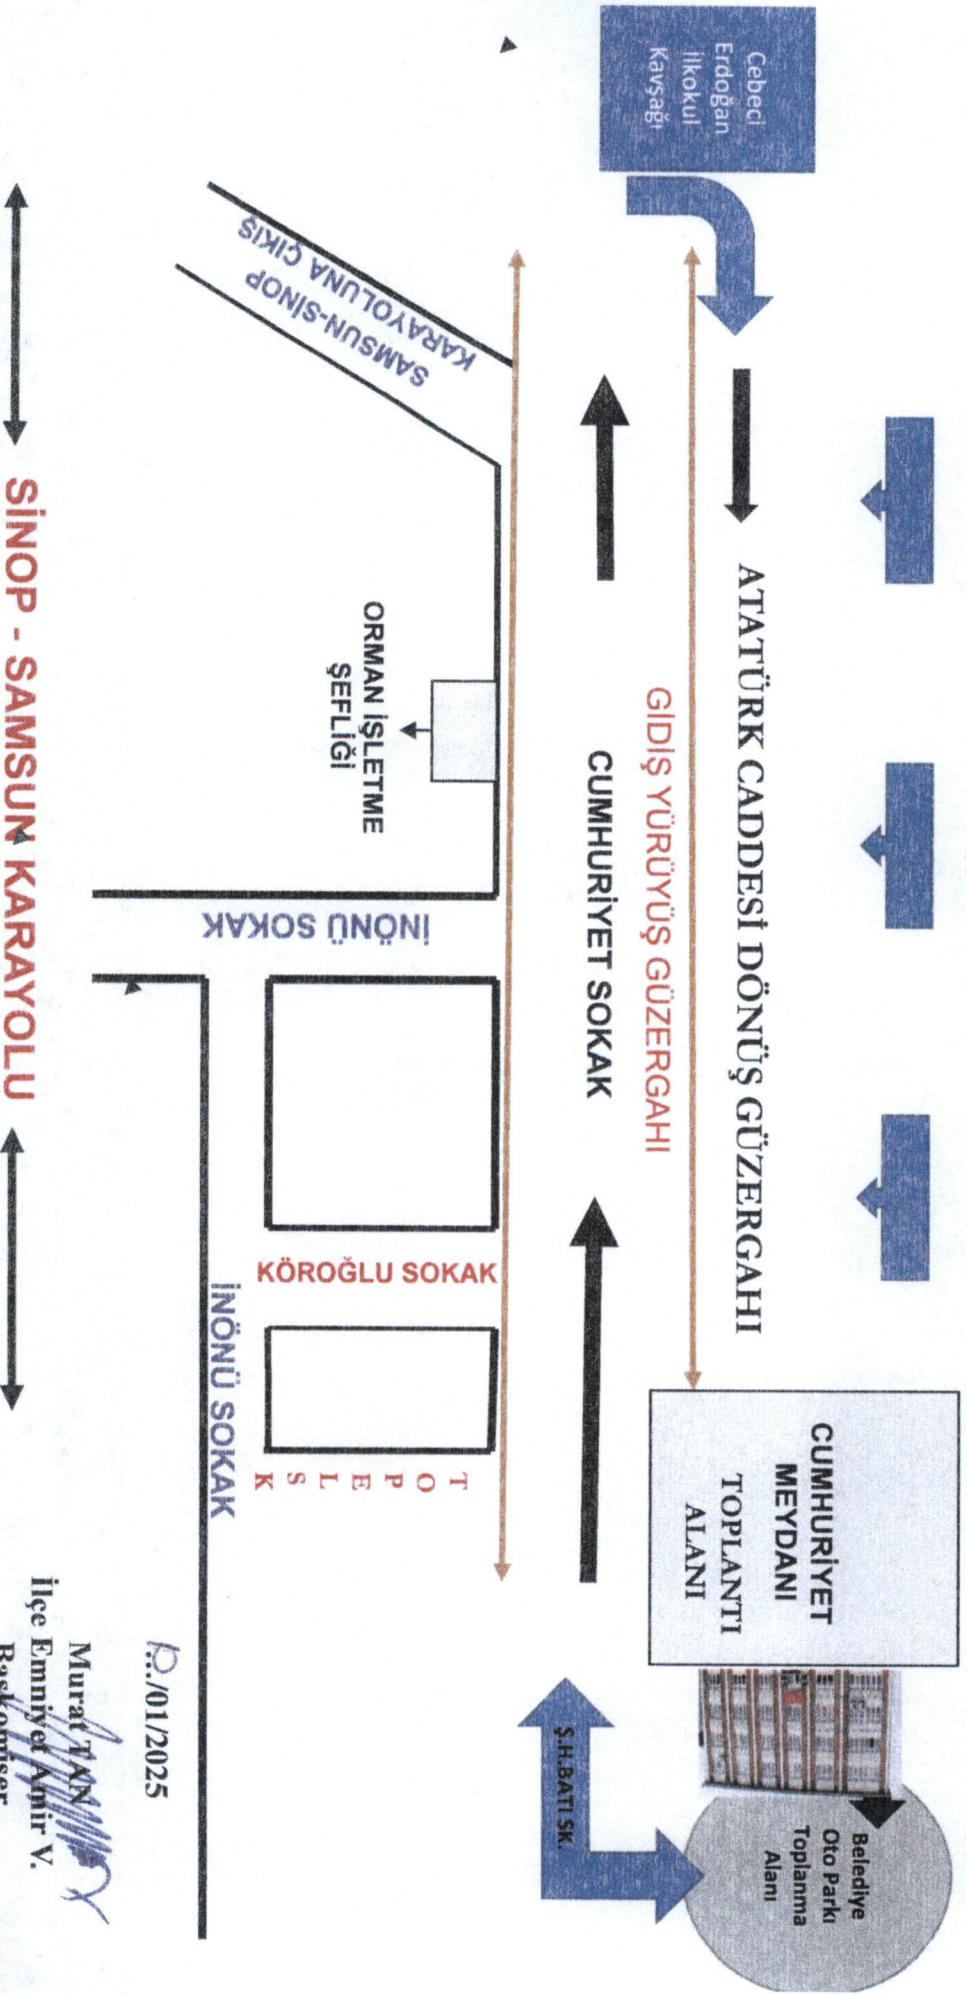 Cebeci
Erdoğan
İlkokul
Kavşağı
ATATÜRK CADDESİ DÖNÜŞ GÜZERGAHI
GİDİŞ YÜRÜYÜŞ GÜZERGAHI
CUMHURİYET SOKAK
CUMHURİYET
MEYDANI
TOPLANTI
ALANI
Belediye
Oto Parkı
Toplanma
Alanı
Ş.H.BATI SK.
SAMSUN-SİNOP
KARAYOLUNA ÇIKIŞ
ORMAN İŞLETME
ŞEFLİĞİ
İNÖNÜ SOKAK
KÖROĞLU SOKAK
T
O
P
E
L
S
K
İNÖNÜ SOKAK
SİNOP - SAMSUN KARAYOLU
/01/2025
Murat TAN
İlçe Emniyet Amir V.
Başkomiser